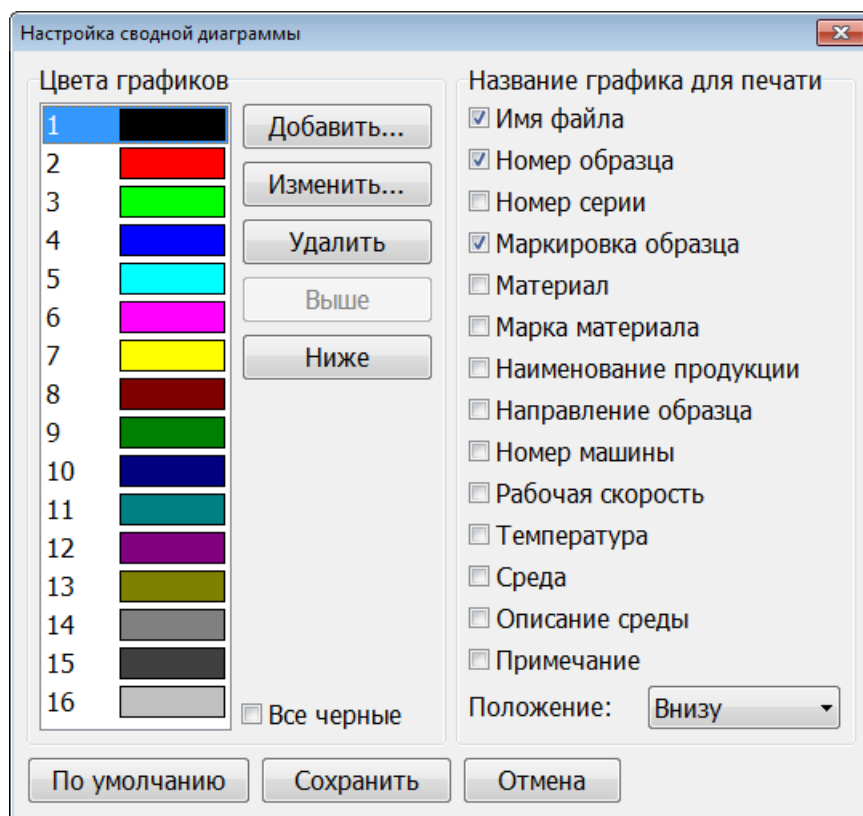 Настройка сводной диаграммы
Цвета графиков
1
2
3
4
5
6
7
8
9
10
11
12
13
14
15
16
Добавить...
Изменить...
Удалить
Выше
Ниже
Все черные
Название графика для печати
Имя файла
Номер образца
Номер серии
Маркировка образца
Материал
Марка материала
Наименование продукции
Направление образца
Номер машины
Рабочая скорость
Температура
Среда
Описание среды
Примечание
Положение: Внизу
По умолчанию Сохранить Отмена